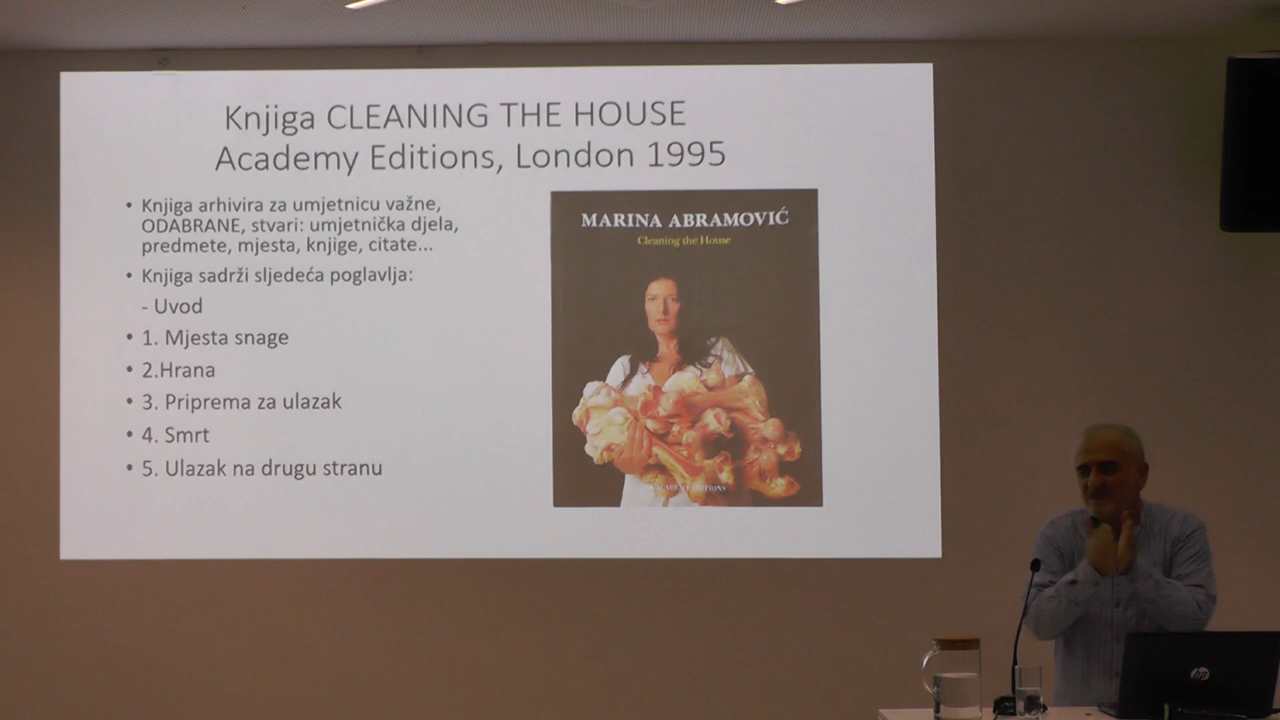 Knjiga CLEANING THE HOUSE
Academy Editions, London 1995
• Knjiga arhivira za umjetnicu važne,
ODABRANE, stvari: umjetnička djela,
predmete, mjesta, knjige, citate...
• Knjiga sadrži sljedeća poglavlja:
- Uvod
• 1. Mjesta snage
• 2.Hrana
• 3. Priprema za ulazak
• 4. Smrt
• 5. Ulazak na drugu stranu
MARINA ABRAMOVIĆ
Cleaning the House
ACADEMY EDITIONS
hp